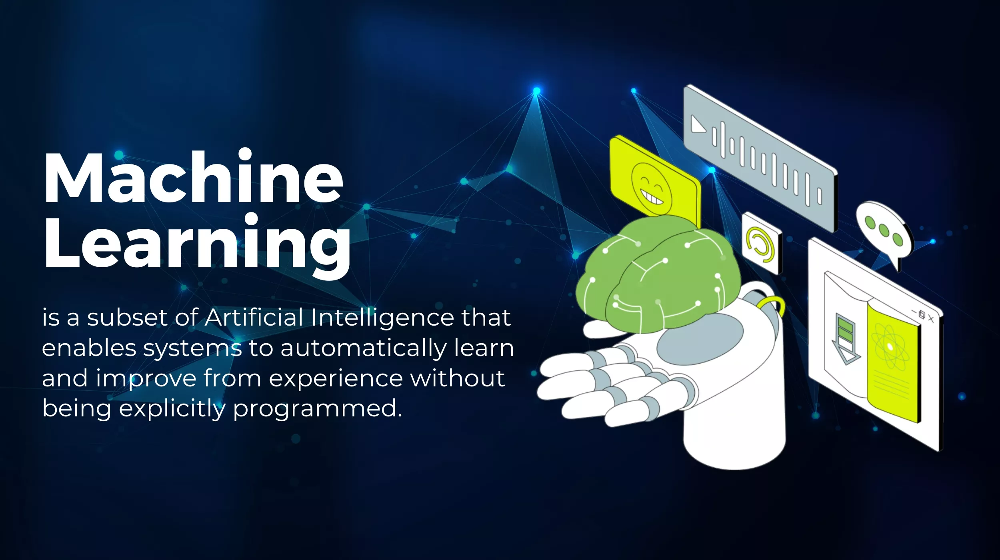 Machine
Learning
is a subset of Artificial Intelligence that
enables systems to automatically learn
and improve from experience without
being explicitly programmed.